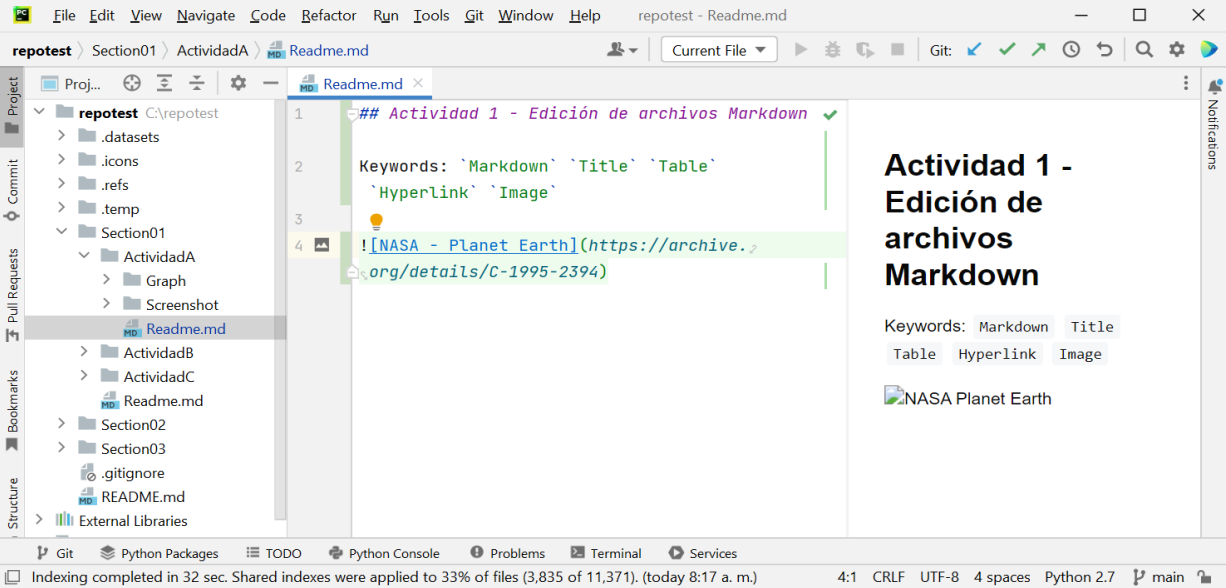 PC File Edit View Navigate Code Refactor Run Tools Git Window Help repotest - Readme.md
repotest Section01 ActividadA MD Readme.md Current File Git:
Project
Proj...
MD Readme.md
repotest C:\repotest
.datasets
.icons
.refs
.temp
Section01
ActividadA
Graph
Screenshot
MD Readme.md
ActividadB
ActividadC
MD Readme.md
Section02
Section03
.gitignore
MD README.md
External Libraries
Commit
Pull Requests
Bookmarks
Structure
1 ## Actividad 1 - Edición de archivos Markdown
2 Keywords: `Markdown` `Title` `Table`
`Hyperlink` `Image`
3
4 ![NASA - Planet Earth](https://archive.
org/details/C-1995-2394)
Actividad 1 -
Edición de
archivos
Markdown
Keywords: Markdown Title
Table Hyperlink Image
NASA Planet Earth
Notifications
Git Python Packages TODO Python Console Problems Terminal Services
Indexing completed in 32 sec. Shared indexes were applied to 33% of files (3,835 of 11,371). (today 8:17 a. m.) 4:1 CRLF UTF-8 4 spaces Python 2.7 main